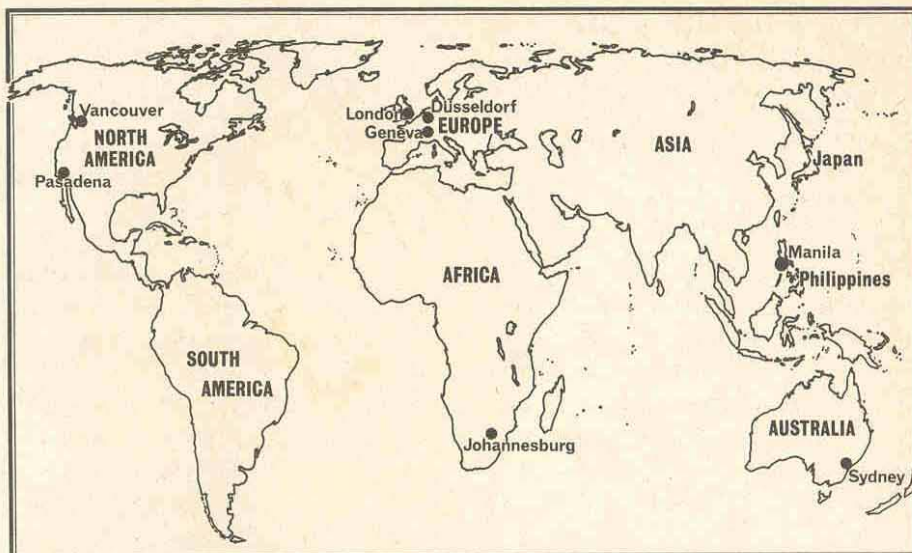 Vancouver
NORTH
AMERICA
Pasadena
London
Düsseldorf
Geneva
EUROPE
ASIA
Japan
Manila
Philippines
AFRICA
SOUTH
AMERICA
Johannesburg
AUSTRALIA
Sydney